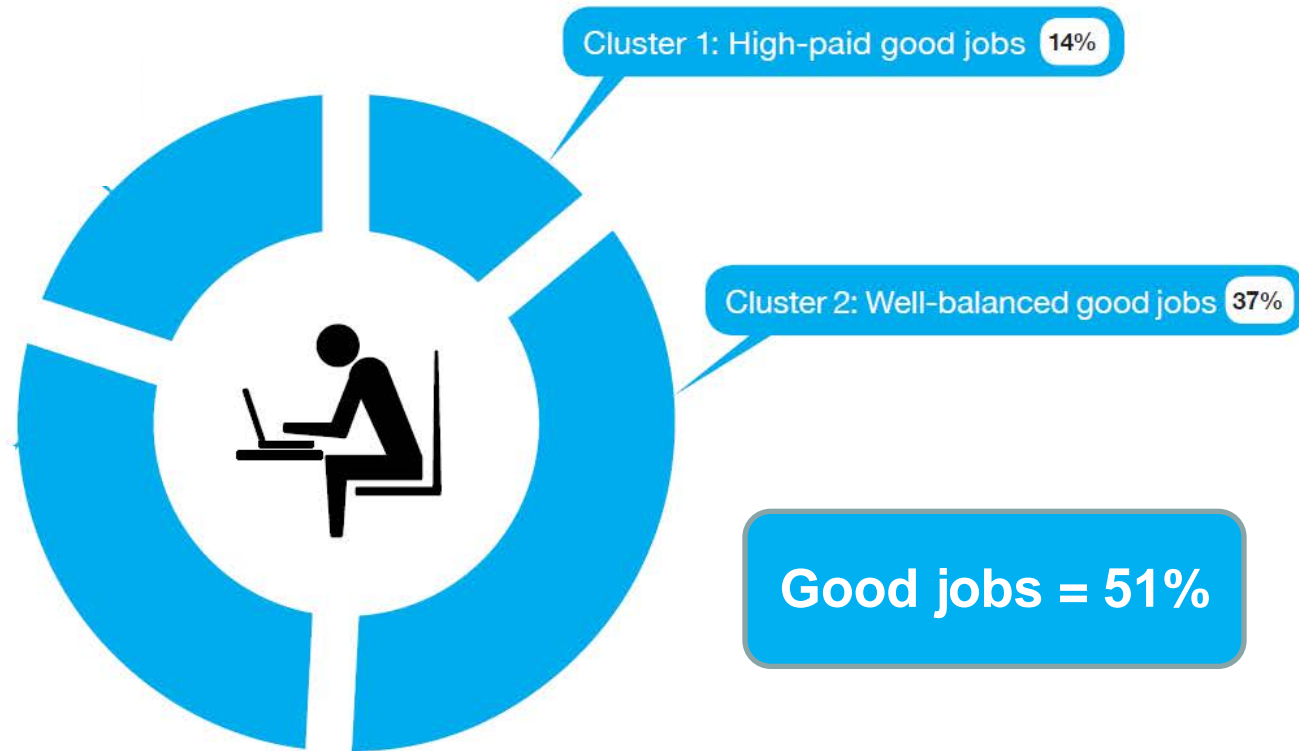 Cluster 1: High-paid good jobs 14%
Cluster 2: Well-balanced good jobs 37%
Good jobs = 51%